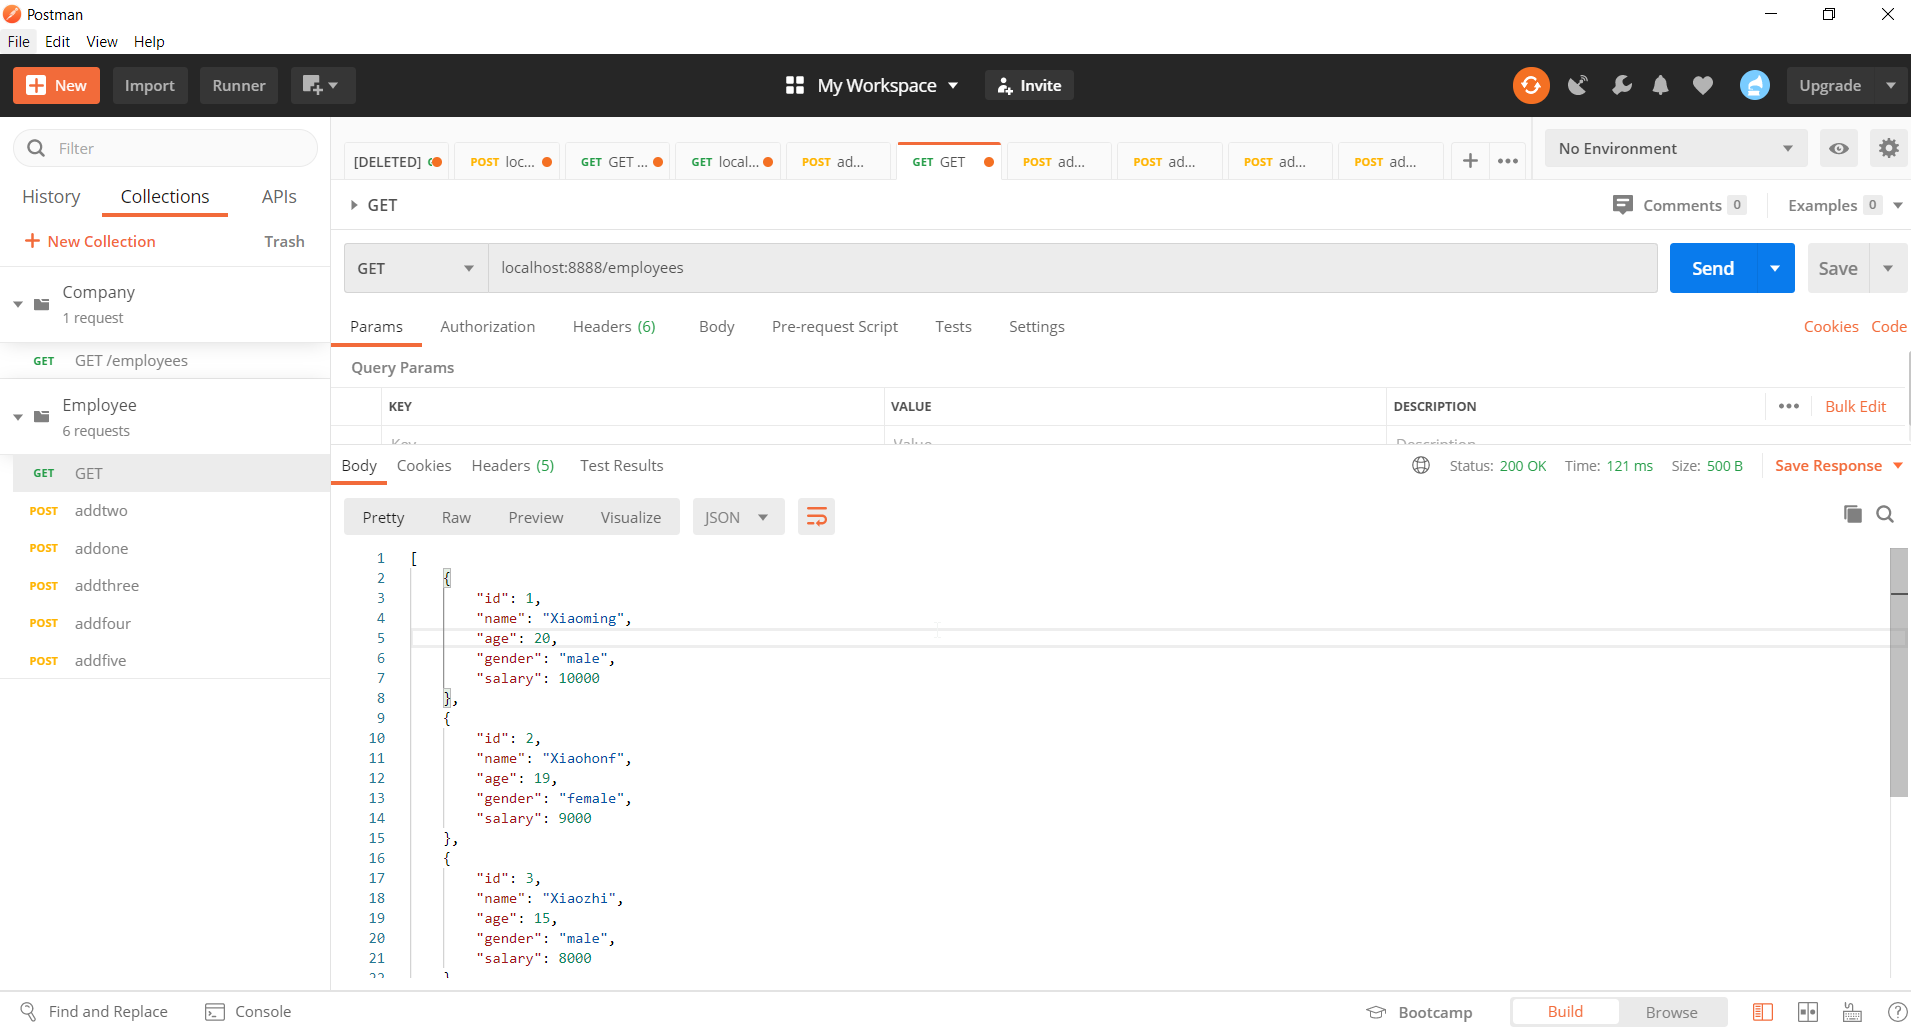 Postman
File Edit View Help
New Import Runner My Workspace Invite Upgrade
Filter
History Collections APIs
New Collection Trash
Company
1 request
GET GET /employees
Employee
6 requests
GET GET
POST addtwo
POST addone
POST addthree
POST addfour
POST addfive
[DELETED] POST loc... GET GET ... GET local... POST ad... GET GET POST ad... POST ad... POST ad... POST ad... No Environment
GET Comments 0 Examples 0
GET localhost:8888/employees Send Save
Params Authorization Headers (6) Body Pre-request Script Tests Settings Cookies Code
Query Params
KEY VALUE DESCRIPTION Bulk Edit
Key Value Description
Body Cookies Headers (5) Test Results Status: 200 OK Time: 121 ms Size: 500 B Save Response
Pretty Raw Preview Visualize JSON
1 [
2 {
3 "id": 1,
4 "name": "Xiaoming",
5 "age": 20,
6 "gender": "male",
7 "salary": 10000
8 },
9 {
10 "id": 2,
11 "name": "Xiaohonf",
12 "age": 19,
13 "gender": "female",
14 "salary": 9000
15 },
16 {
17 "id": 3,
18 "name": "Xiaozhi",
19 "age": 15,
20 "gender": "male",
21 "salary": 8000
22 }
Find and Replace Console Bootcamp Build Browse